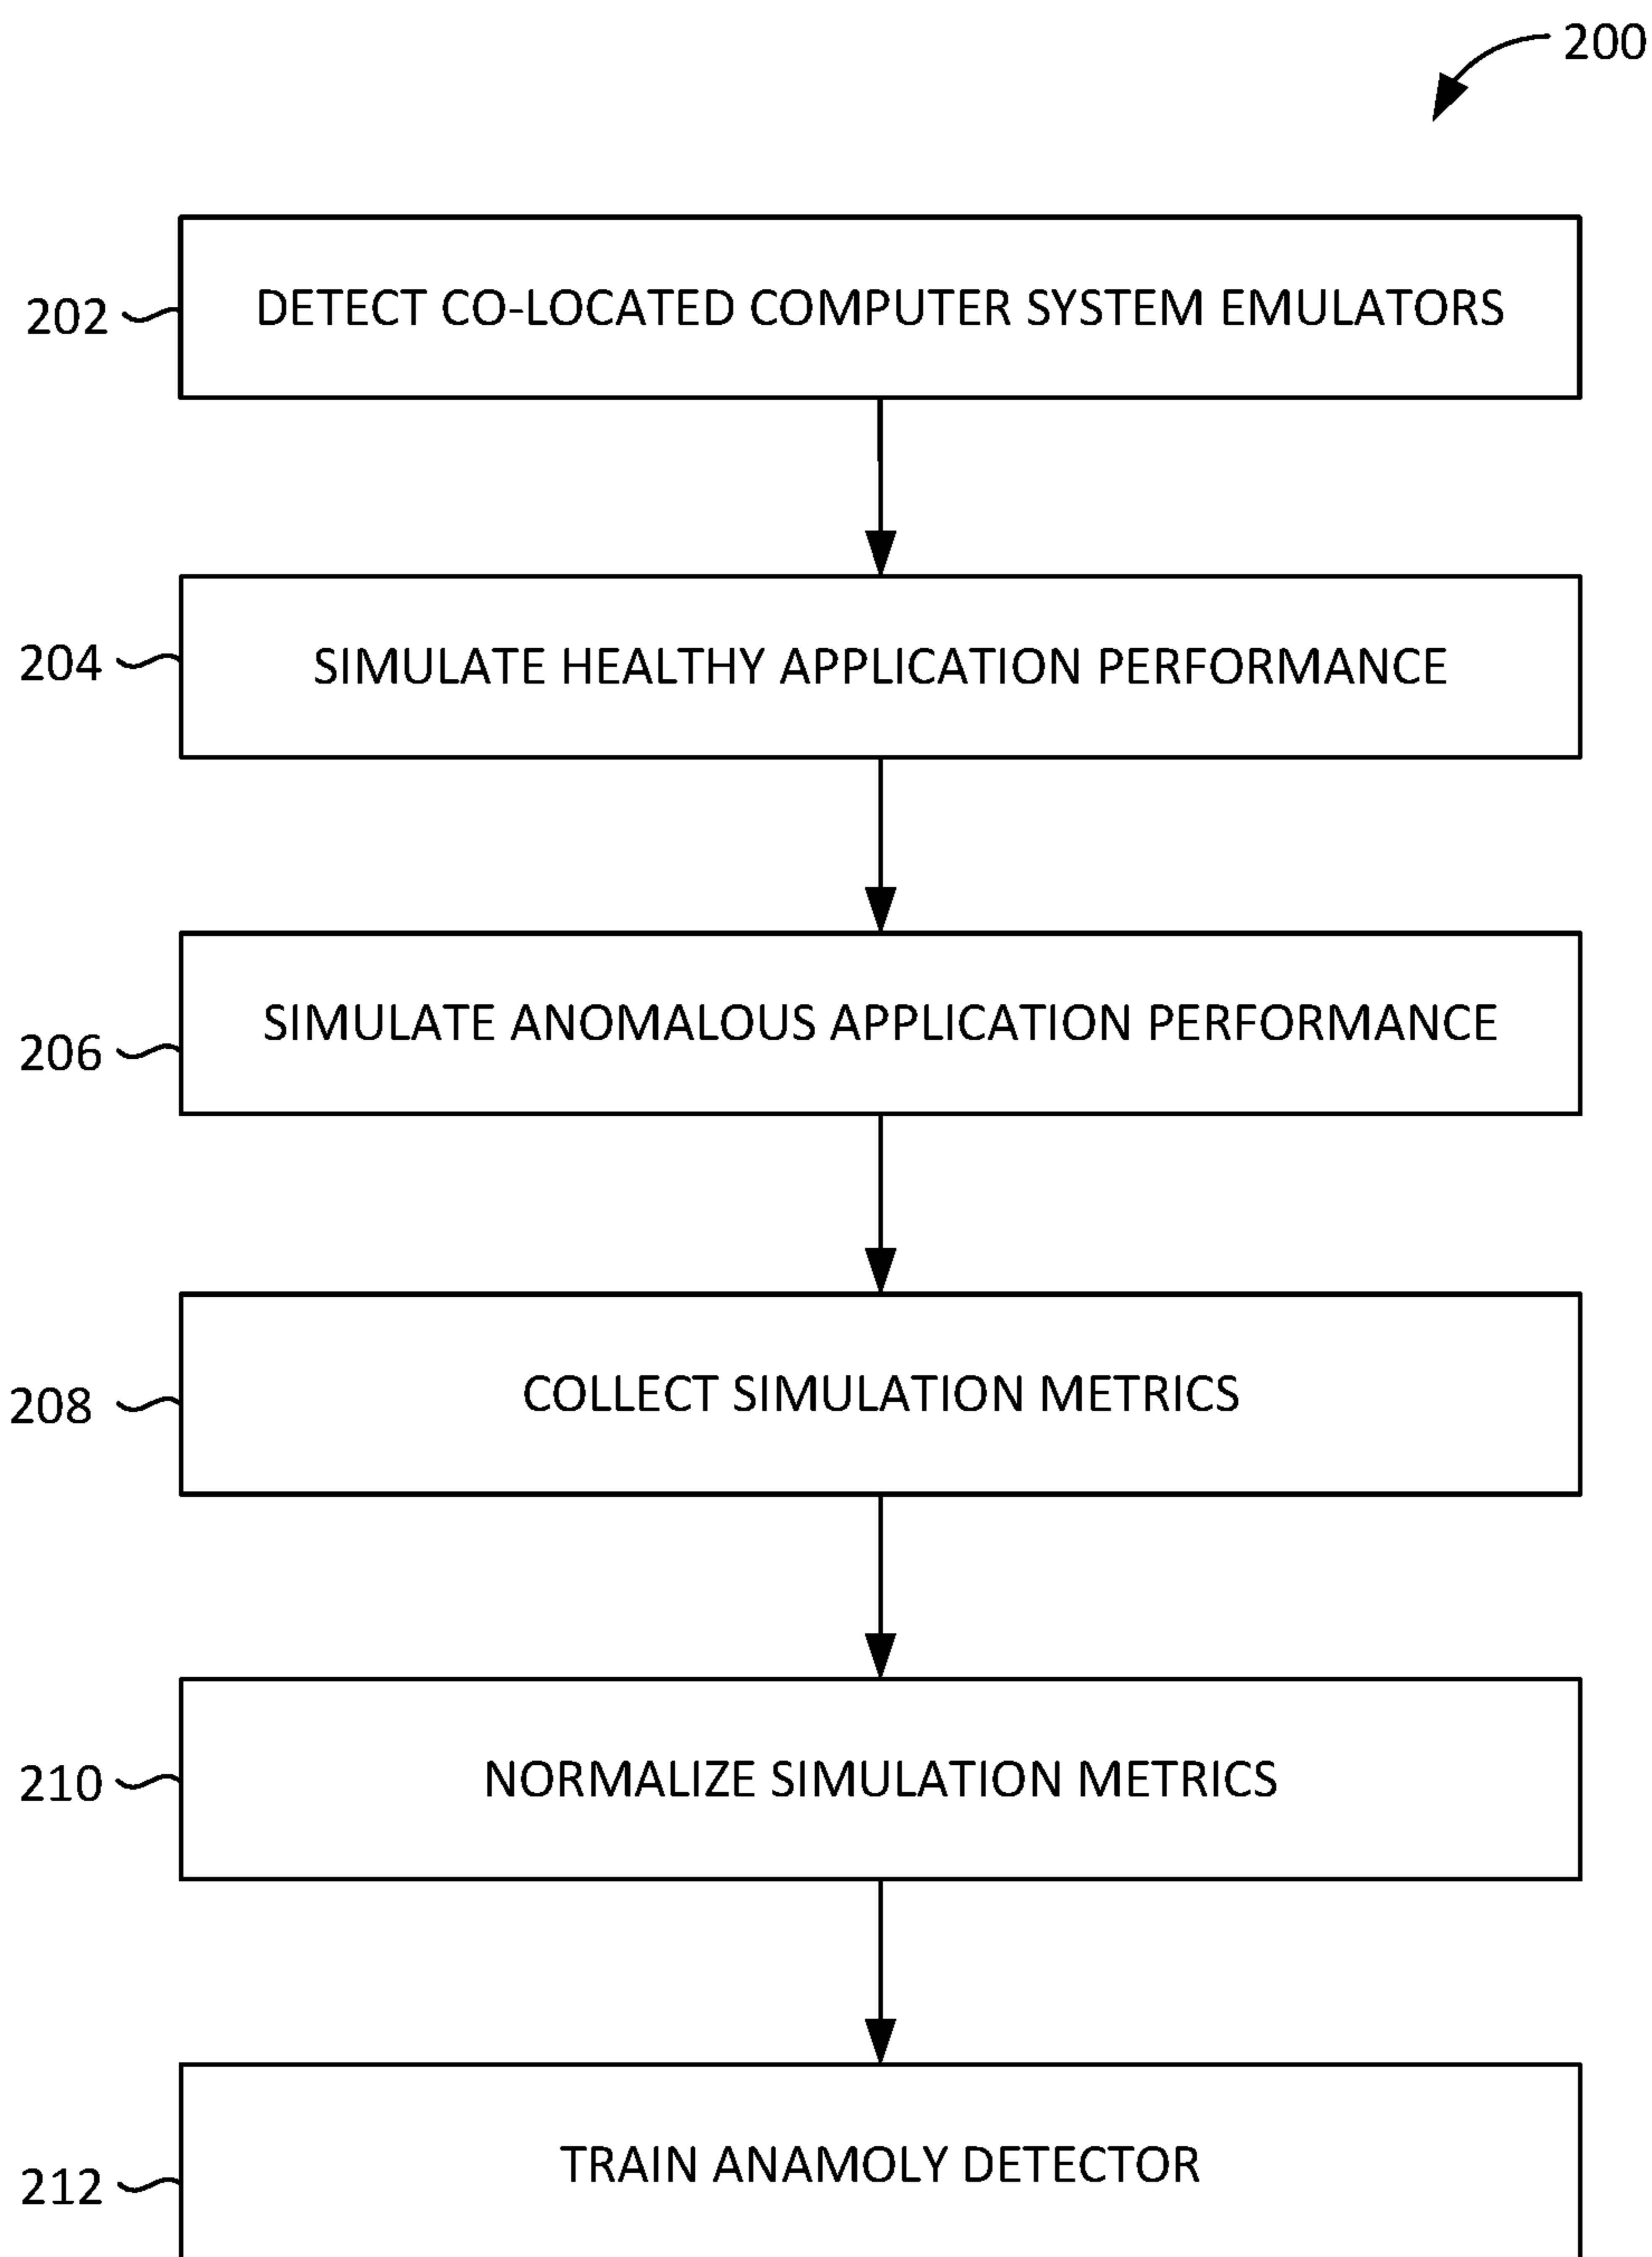 200
202 DETECT CO-LOCATED COMPUTER SYSTEM EMULATORS
204 SIMULATE HEALTHY APPLICATION PERFORMANCE
206 SIMULATE ANOMALOUS APPLICATION PERFORMANCE
208 COLLECT SIMULATION METRICS
210 NORMALIZE SIMULATION METRICS
212 TRAIN ANAMOLY DETECTOR